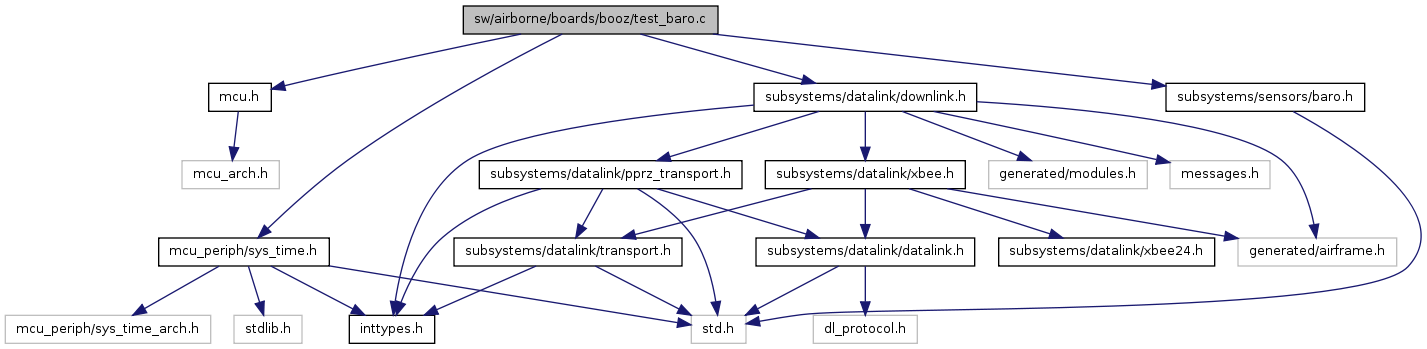 sw/airborne/boards/booz/test_baro.c
mcu.h
subsystems/datalink/downlink.h
subsystems/sensors/baro.h
mcu_arch.h
subsystems/datalink/pprz_transport.h
subsystems/datalink/xbee.h
generated/modules.h
messages.h
mcu_periph/sys_time.h
subsystems/datalink/transport.h
subsystems/datalink/datalink.h
subsystems/datalink/xbee24.h
generated/airframe.h
mcu_periph/sys_time_arch.h
stdlib.h
inttypes.h
std.h
dl_protocol.h